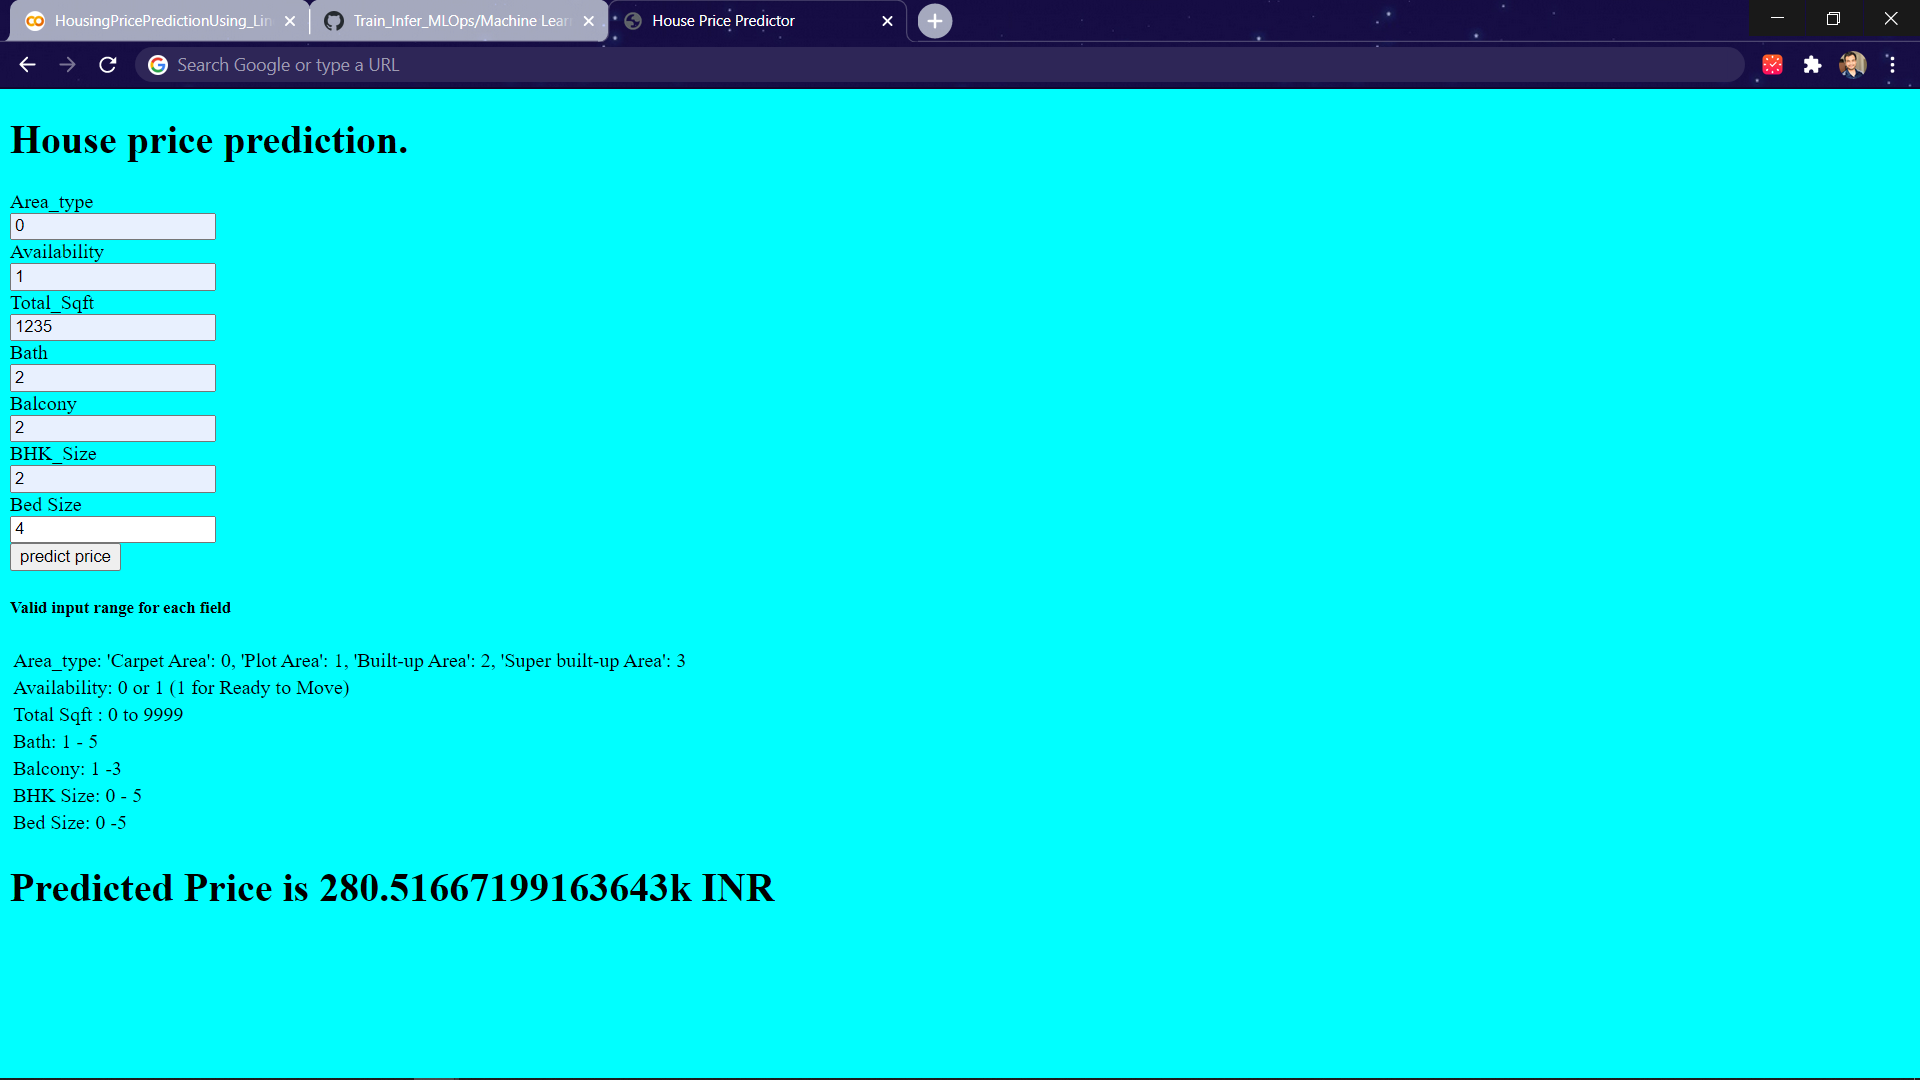 HousingPricePredictionUsing_Lin
Train_Infer_MLOps/Machine Lear
House Price Predictor
Search Google or type a URL
House price prediction.
Area_type
0
Availability
1
Total_Sqft
1235
Bath
2
Balcony
2
BHK_Size
2
Bed Size
4
predict price
Valid input range for each field
Area_type: 'Carpet Area': 0, 'Plot Area': 1, 'Built-up Area': 2, 'Super built-up Area': 3
Availability: 0 or 1 (1 for Ready to Move)
Total Sqft : 0 to 9999
Bath: 1 - 5
Balcony: 1 -3
BHK Size: 0 - 5
Bed Size: 0 -5
Predicted Price is 280.51667199163643k INR